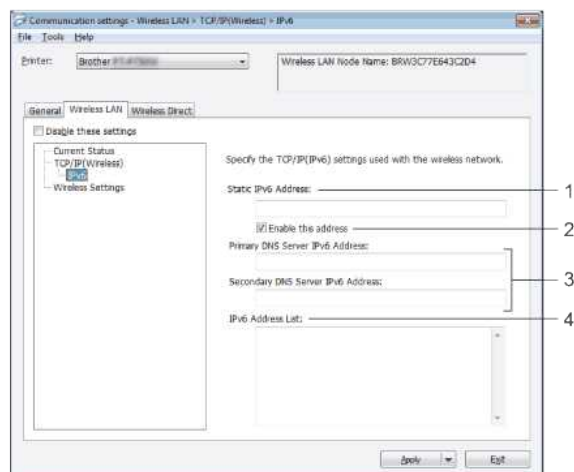 Communication settings - Wireless LAN > TCP/IP(Wireless) > IPv6
File Tools Help
Printer: Brother
Wireless LAN Node Name: BRW3C77E643C2D4
General Wireless LAN Wireless Direct
Disable these settings
Current Status
TCP/IP(Wireless)
IPv6
Wireless Settings
Specify the TCP/IP(IPv6) settings used with the wireless network.
Static IPv6 Address: 1
Enable this address 2
Primary DNS Server IPv6 Address:
3
Secondary DNS Server IPv6 Address:
IPv6 Address List: 4
Apply Exit